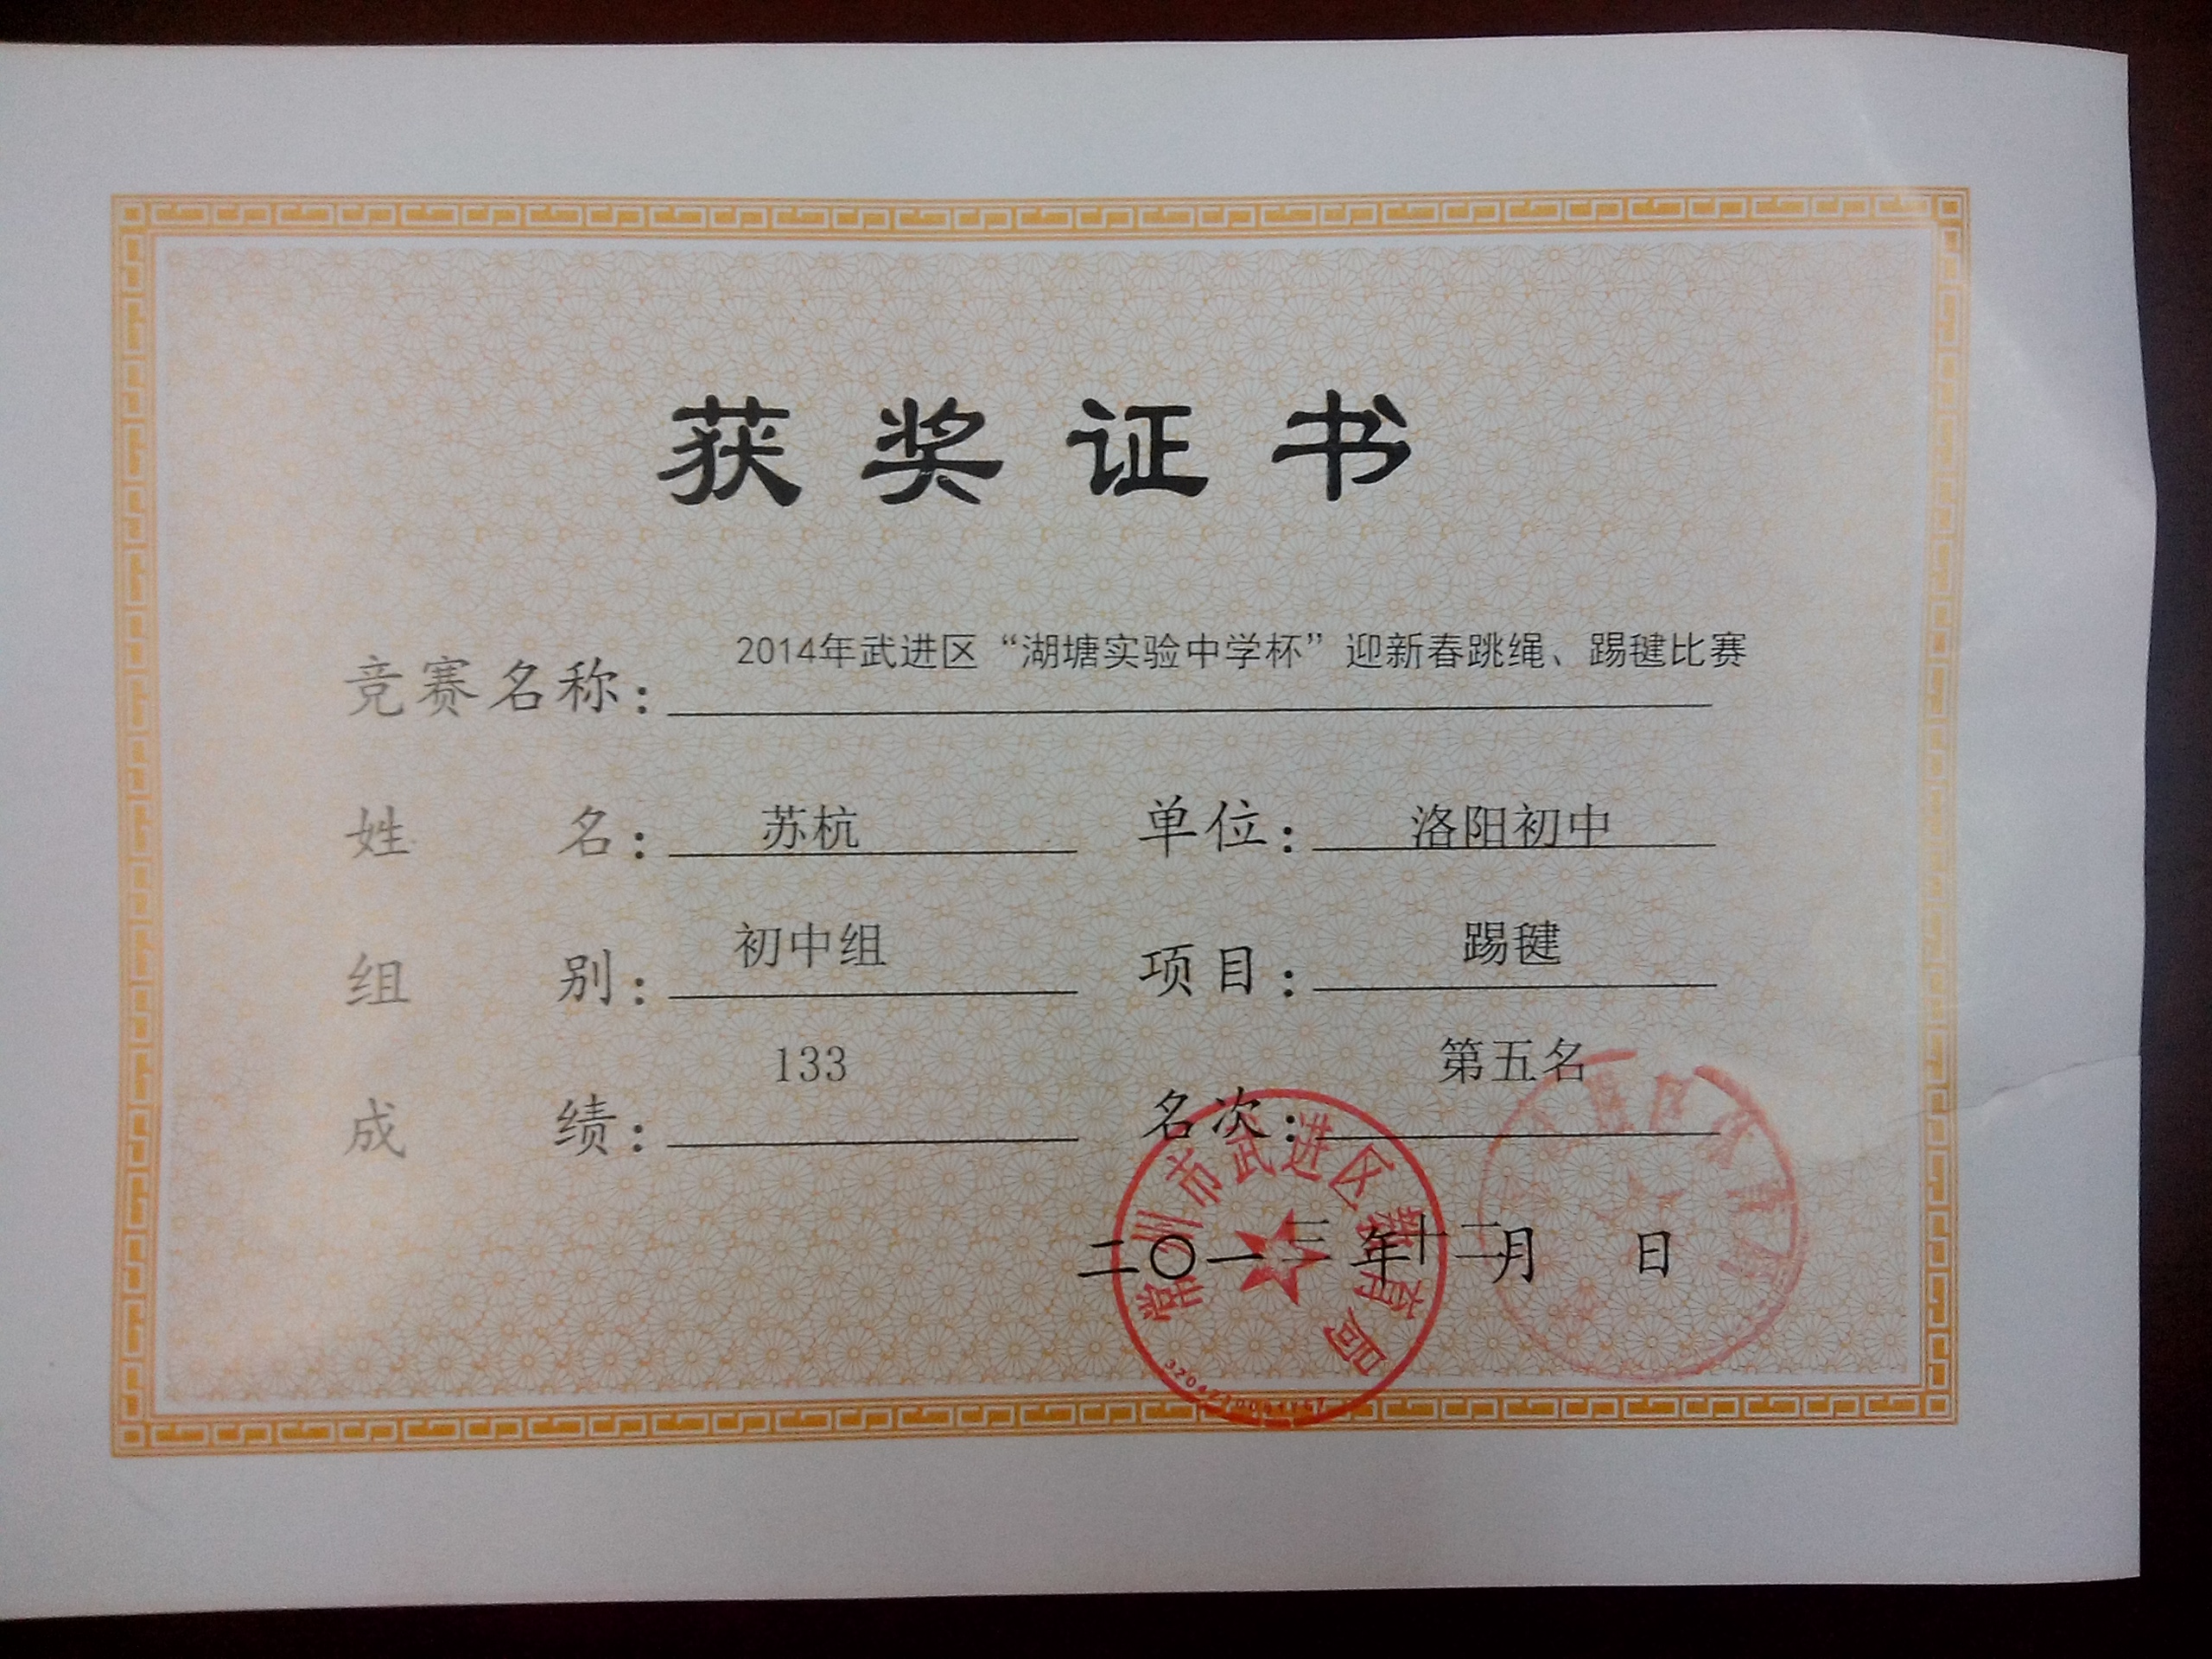 获奖证书
竞赛名称：2014年武进区“湖塘实验中学杯”迎新春跳绳、踢毽比赛
姓名：苏杭 单位：洛阳初中
组别：初中组 项目：踢毽
成绩：133 名次：第五名
二〇一三年十二月 日
常州市武进区教育局